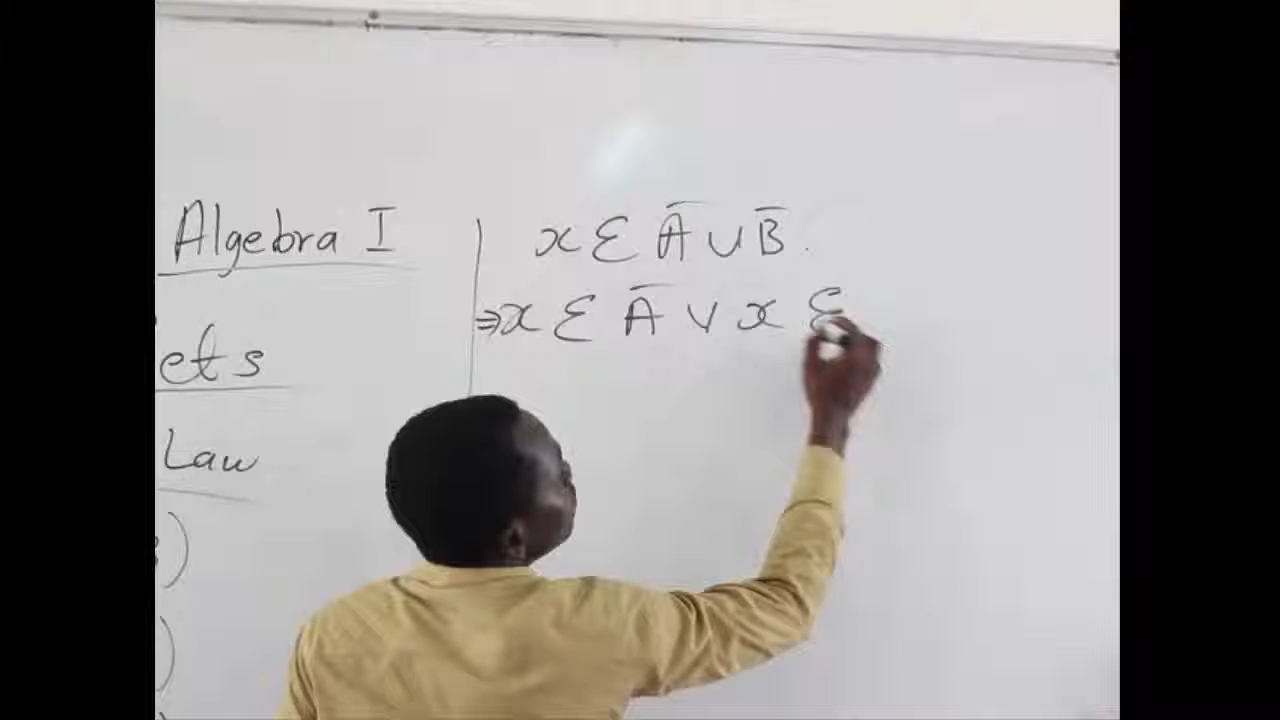 Algebra I
ets
Law
)
)
x ∈ A̅ ∪ B̅.
⇒ x ∈ A̅ ∨ x ∈